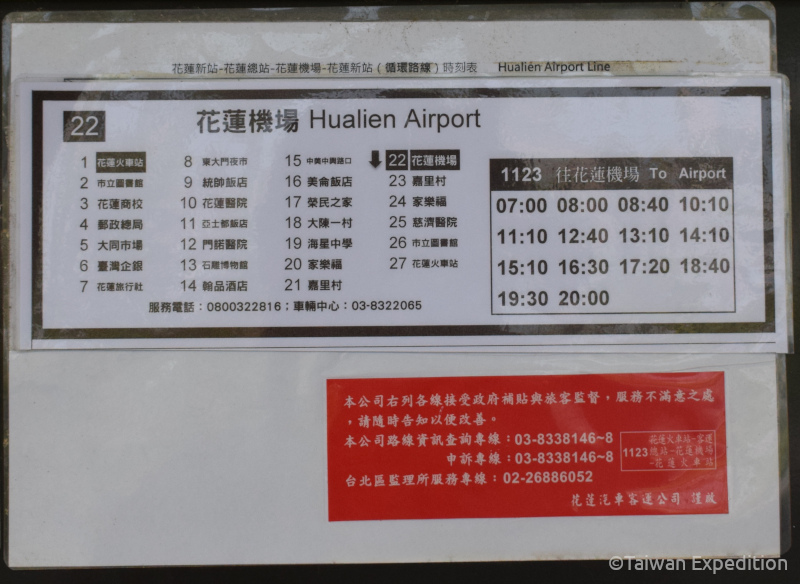 花蓮新站-花蓮總站-花蓮機場-花蓮新站(循環路線)時刻表 Hualien Airport Line
22 花蓮機場 Hualien Airport
1 花蓮火車站
2 市立圖書館
3 花蓮商校
4 郵政總局
5 大同市場
6 臺灣企銀
7 花蓮旅行社
8 東大門夜市
9 統帥飯店
10 花蓮醫院
11 亞士都飯店
12 門諾醫院
13 石雕博物館
14 翰品酒店
15 中美中興路口
16 美侖飯店
17 榮民之家
18 大陳一村
19 海星中學
20 家樂福
21 嘉里村
22 花蓮機場
23 嘉里村
24 家樂福
25 慈濟醫院
26 市立圖書館
27 花蓮火車站
服務電話:0800322816;車輛中心:03-8322065
1123 往花蓮機場 To Airport
07:00 08:00 08:40 10:10
11:10 12:40 13:10 14:10
15:10 16:30 17:20 18:40
19:30 20:00
本公司右列各線接受政府補貼與旅客監督,服務不滿意之處
,請隨時告知以便改善。
本公司路線資訊查詢專線:03-8338146~8
申訴專線:03-8338146~8
台北區監理所服務專線:02-26886052
1123 花蓮火車站-客運
總站-花蓮機場
-花蓮火車站
花蓮汽車客運公司 謹啟
©Taiwan Expedition